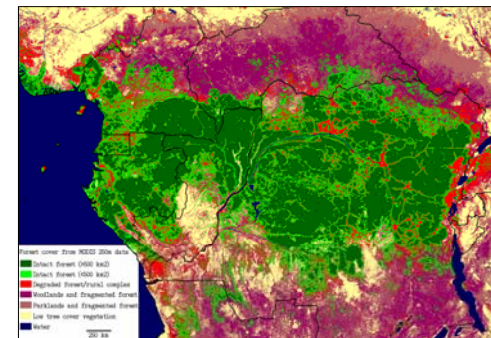 Forest cover from MODIS 250m data
Intact forest (>500 km2)
Intact forest (<500 km2)
Degraded forest/rural complex
Woodlands and fragmented forest
Parklands and fragmented forest
Low tree cover vegetation
Water
250 km